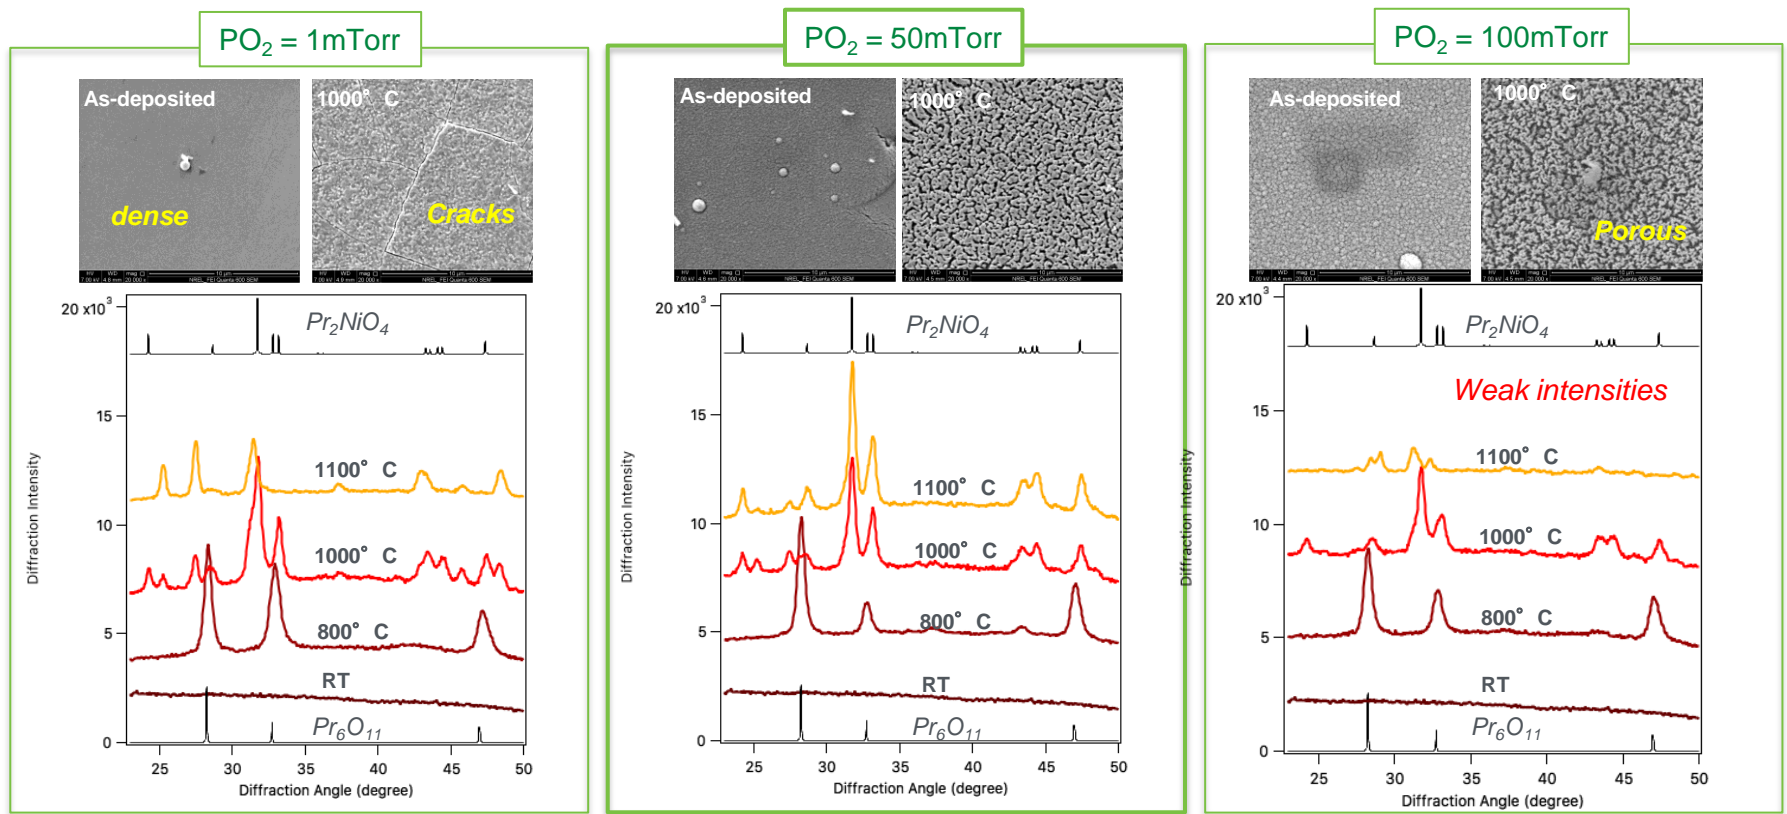 PO₂ = 1mTorr
As-deposited
1000° C
dense
Cracks
20 x10³
Pr₂NiO₄
15
1100° C
10
1000° C
800° C
5
RT
Pr₆O₁₁
0
25 30 35 40 45 50
Diffraction Angle (degree)
Diffraction Intensity
PO₂ = 50mTorr
As-deposited
1000° C
20 x10³
Pr₂NiO₄
15
1100° C
10
1000° C
800° C
5
RT
Pr₆O₁₁
0
25 30 35 40 45 50
Diffraction Angle (degree)
Diffraction Intensity
PO₂ = 100mTorr
As-deposited
1000° C
Porous
20 x10³
Pr₂NiO₄
15
Weak intensities
1100° C
10
1000° C
800° C
5
RT
Pr₆O₁₁
0
25 30 35 40 45 50
Diffraction Angle (degree)
Diffraction Intensity